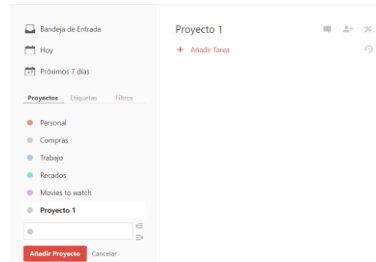 Bandeja de Entrada
Hoy
Próximos 7 días
Proyectos Etiquetas Filtros
Personal
Compras
Trabajo
Recados
Movies to watch
Proyecto 1
Añadir Proyecto Cancelar
Proyecto 1
+ Añadir Tarea